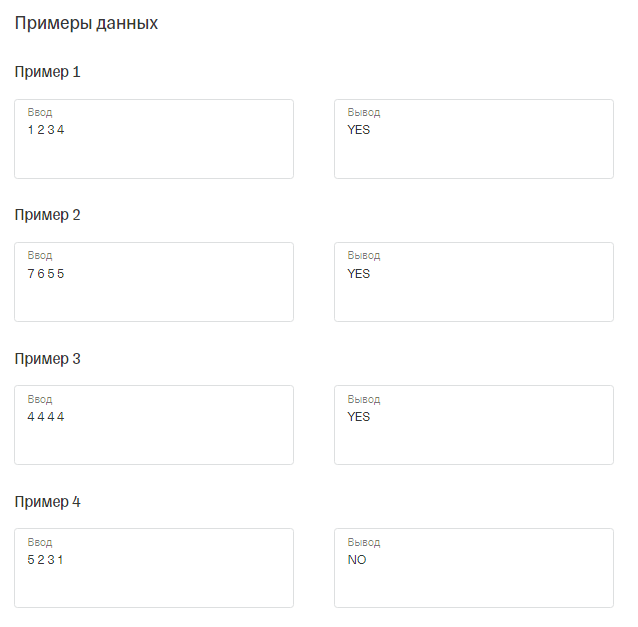 Примеры данных
Пример 1
Ввод
Вывод
1 2 3 4
YES
Пример 2
Ввод
Вывод
7 6 5 5
YES
Пример 3
Ввод
Вывод
4 4 4 4
YES
Пример 4
Ввод
Вывод
5 2 3 1
NO